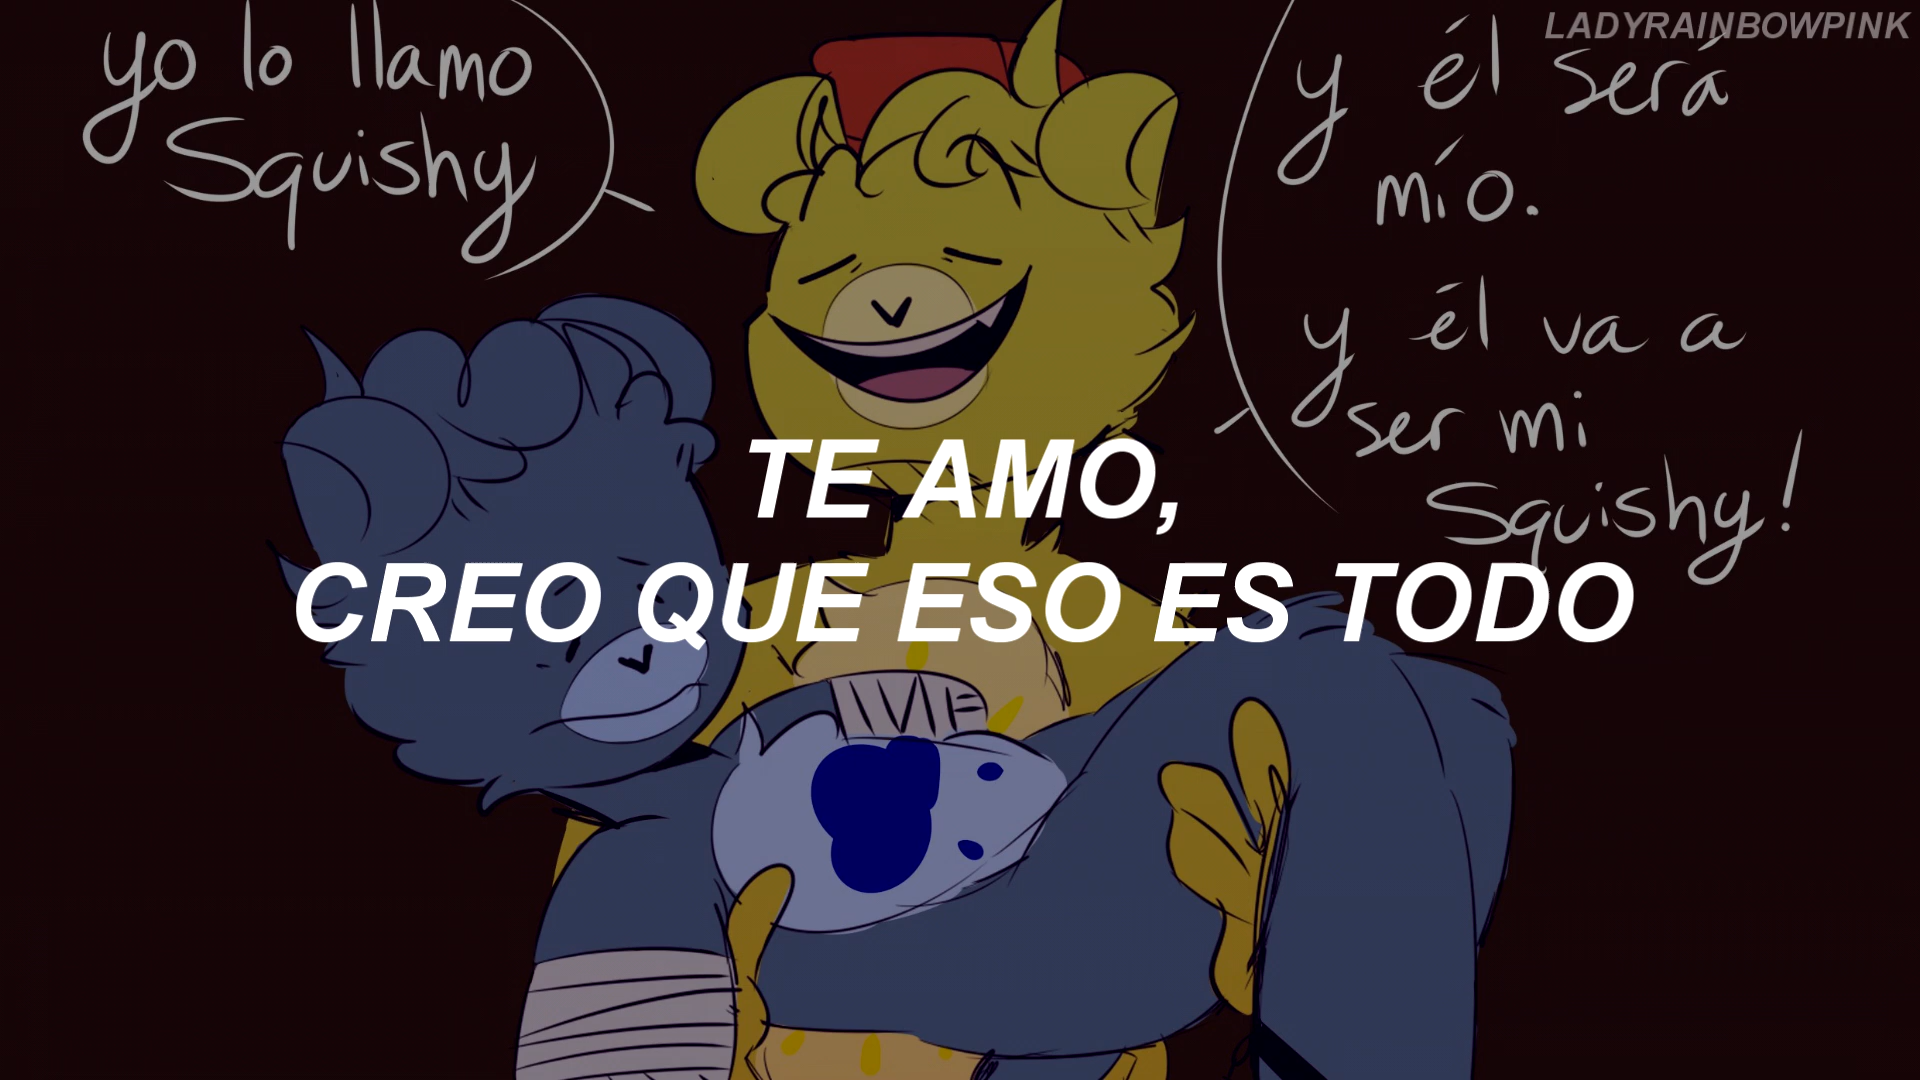 yo lo llamo
Squishy
LADYRAINBOWPINK
y él será
mío.
y él va a
ser mi
Squishy!
TE AMO,
CREO QUE ESO ES TODO